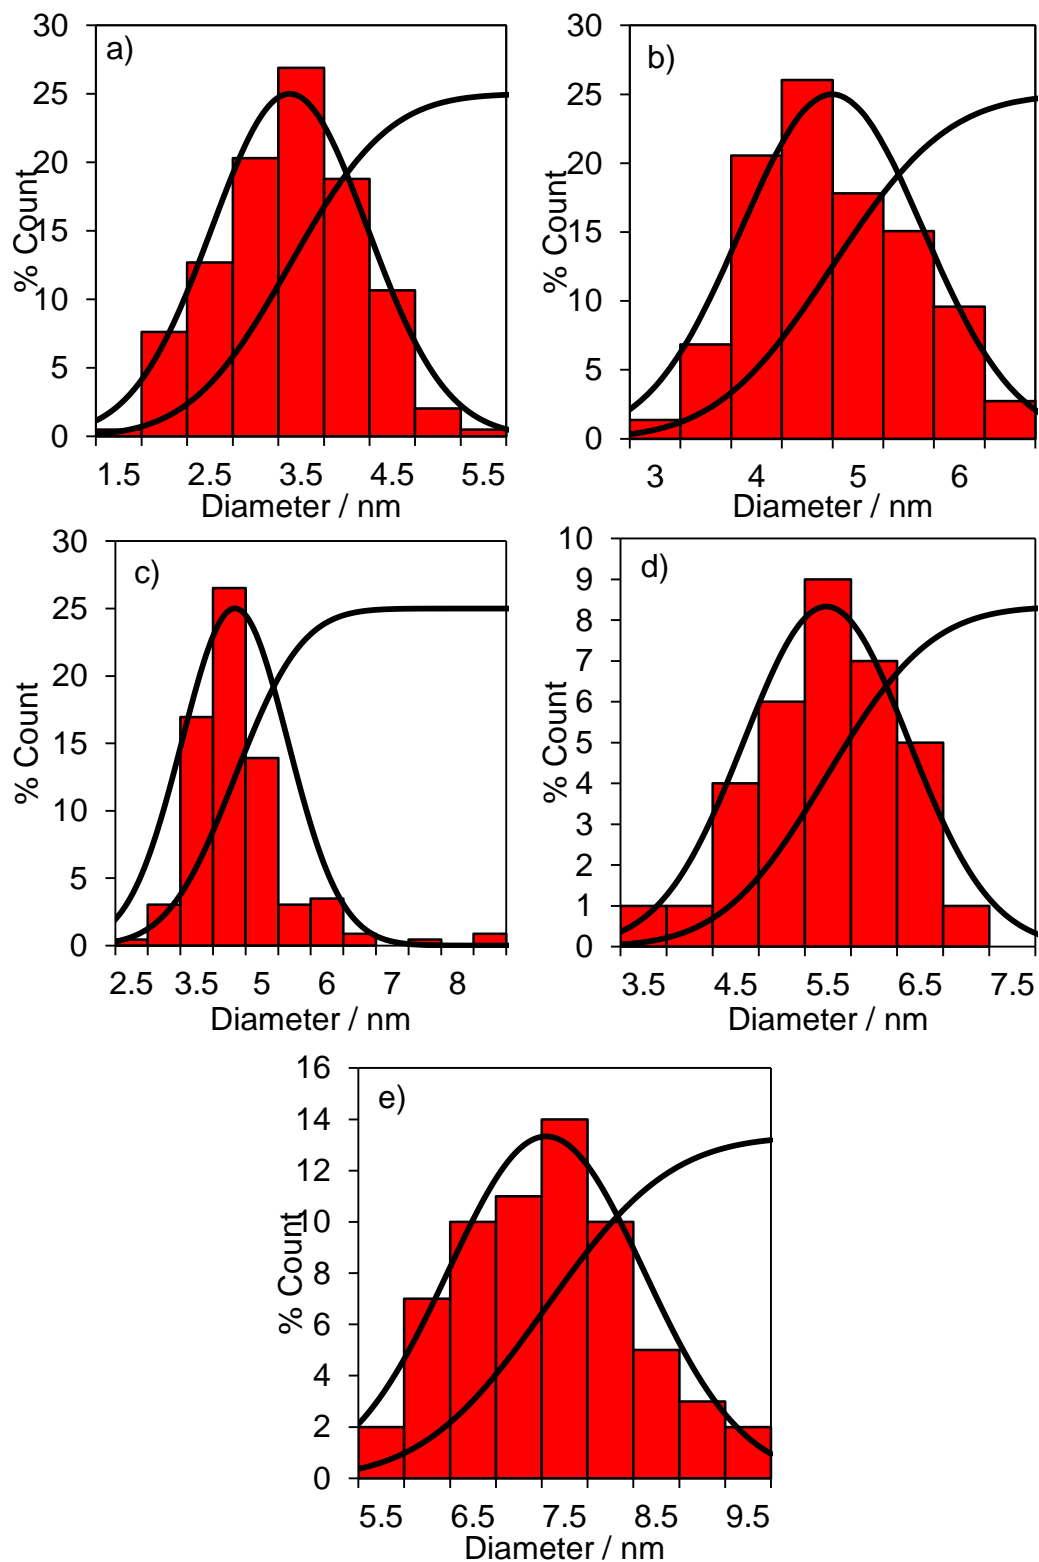 a)
30
25
20
15
10
5
0
% Count
1.5 2.5 3.5 4.5 5.5
Diameter / nm
b)
30
25
20
15
10
5
0
% Count
3 4 5 6
Diameter / nm
c)
30
25
20
15
10
5
0
% Count
2.5 3.5 5 6 7 8
Diameter / nm
d)
10
9
8
7
6
5
4
3
2
1
0
% Count
3.5 4.5 5.5 6.5 7.5
Diameter / nm
e)
16
14
12
10
8
6
4
2
0
% Count
5.5 6.5 7.5 8.5 9.5
Diameter / nm